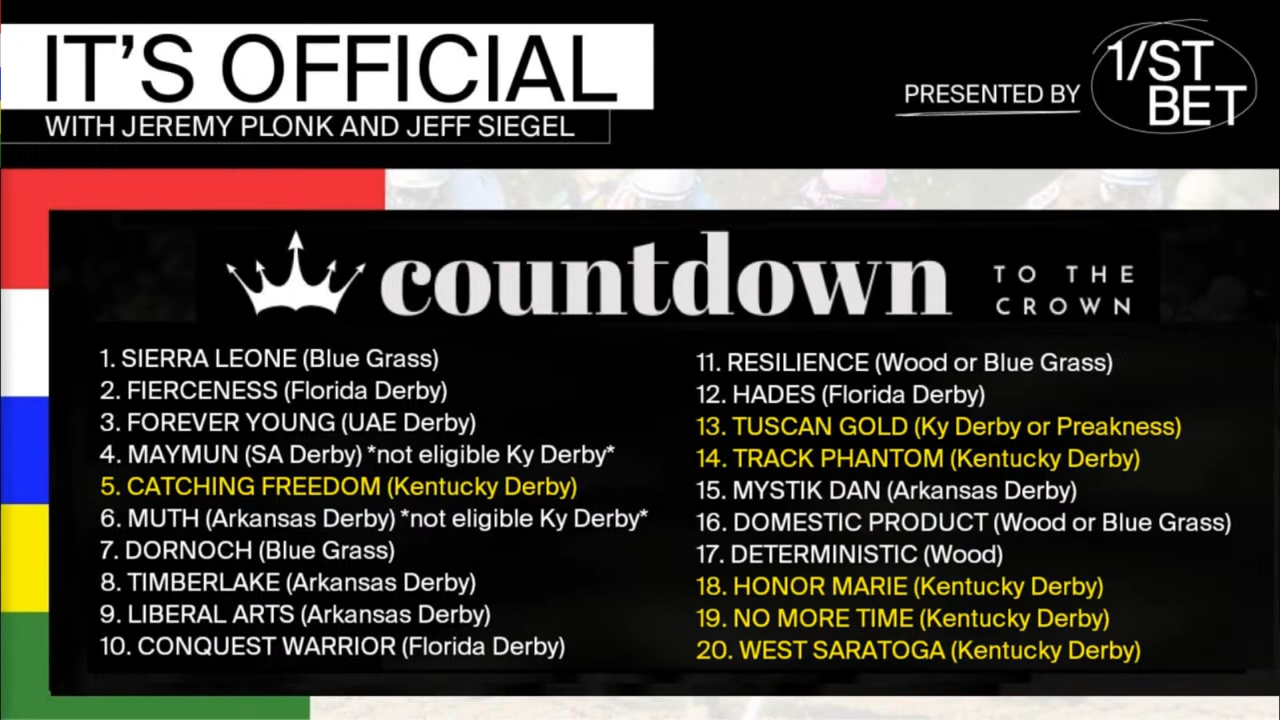 IT'S OFFICIAL
WITH JEREMY PLONK AND JEFF SIEGEL
PRESENTED BY
1/ST
BET
countdown
TO THE
CROWN
1. SIERRA LEONE (Blue Grass)
2. FIERCENESS (Florida Derby)
3. FOREVER YOUNG (UAE Derby)
4. MAYMUN (SA Derby) *not eligible Ky Derby*
5. CATCHING FREEDOM (Kentucky Derby)
6. MUTH (Arkansas Derby) *not eligible Ky Derby*
7. DORNOCH (Blue Grass)
8. TIMBERLAKE (Arkansas Derby)
9. LIBERAL ARTS (Arkansas Derby)
10. CONQUEST WARRIOR (Florida Derby)
11. RESILIENCE (Wood or Blue Grass)
12. HADES (Florida Derby)
13. TUSCAN GOLD (Ky Derby or Preakness)
14. TRACK PHANTOM (Kentucky Derby)
15. MYSTIK DAN (Arkansas Derby)
16. DOMESTIC PRODUCT (Wood or Blue Grass)
17. DETERMINISTIC (Wood)
18. HONOR MARIE (Kentucky Derby)
19. NO MORE TIME (Kentucky Derby)
20. WEST SARATOGA (Kentucky Derby)